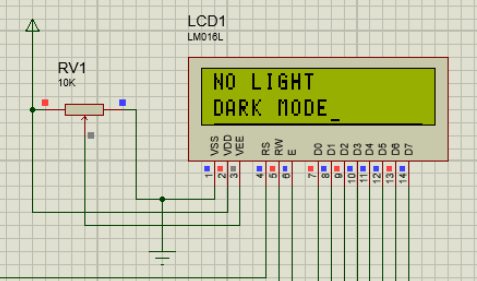 LCD1
LM016L
RV1
10K
NO LIGHT
DARK MODE_
VSS VDD VEE RS RW E D0 D1 D2 D3 D4 D5 D6 D7
1 2 3 4 5 6 7 8 9 10 11 12 13 14